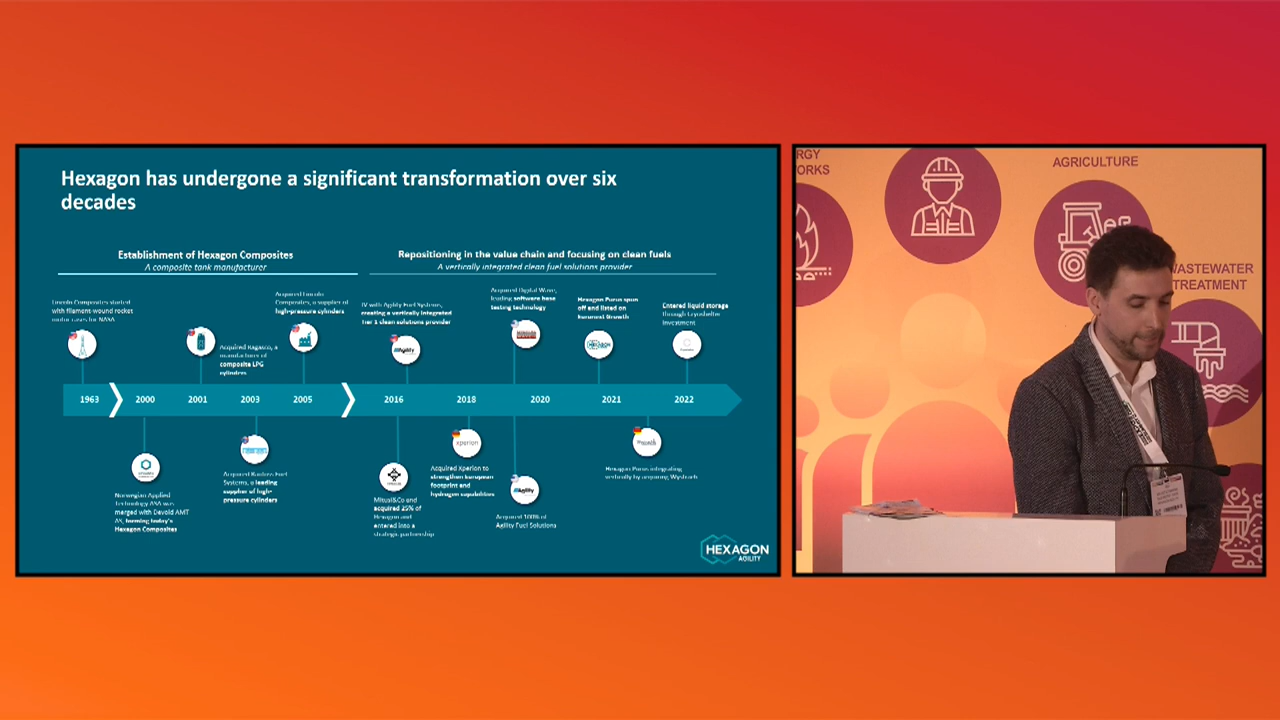 Hexagon has undergone a significant transformation over six
decades
Establishment of Hexagon Composites
A composite tank manufacturer
Repositioning in the value chain and focusing on clean fuels
A vertically integrated clean fuel solutions provider
Lincoln Composites started
with filament-wound rocket
motor cases for NASA
Acquired Ragasco, a
manufacturer of
composite LPG
cylinders
Acquired Lincoln
Composites, a supplier of
high-pressure cylinders
JV with Agility Fuel Systems,
creating a vertically integrated
Tier 1 clean solutions provider
Agility
Acquired Digital Wave,
leading software base
testing technology
Hexagon Purus spun
off and listed on
Euronext Growth
HEXAGON
Entered liquid storage
through Cryoshelter
investment
1963
2000
2001
2003
2005
2016
2018
2020
2021
2022
Norwegian Applied
Technology ASA was
merged with Devold AMT
AS, forming today's
Hexagon Composites
Acquired Raufoss Fuel
Systems, a leading
supplier of high-
pressure cylinders
Mitsui&Co and
acquired 25% of
Hexagon and
entered into a
strategic partnership
xperion
Acquired Xperion to
strengthen European
footprint and
hydrogen capabilities
Agility
Acquired 100% of
Agility Fuel Solutions
Hexagon Purus integrating
vertically by acquiring Wystrach
HEXAGON
AGILITY
RGY
ORKS
AGRICULTURE
WASTEWATER
TREATMENT